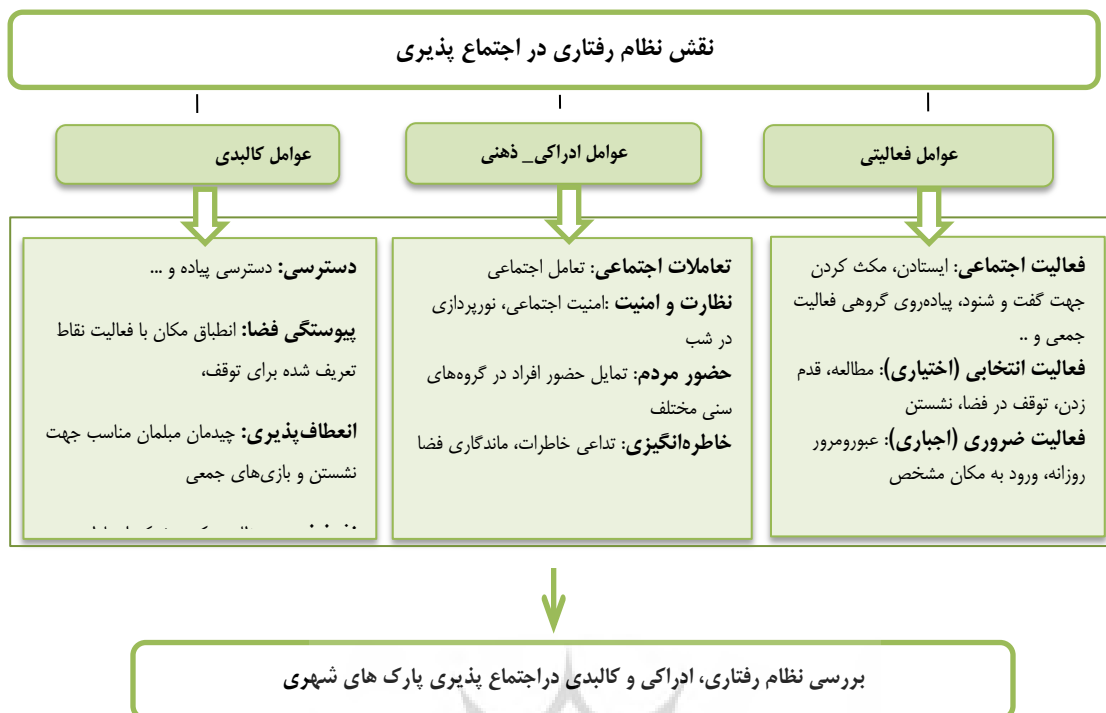 نقش نظام رفتاری در اجتماع پذیری
عوامل فعالیتی
عوامل ادراکی_ ذهنی
عوامل کالبدی
فعالیت اجتماعی: ایستادن، مکث کردن
جهت گفت و شنود، پیاده‌روی گروهی فعالیت
جمعی و ..
فعالیت انتخابی (اختیاری): مطالعه، قدم
زدن، توقف در فضا، نشستن
فعالیت ضروری (اجباری): عبورومرور
روزانه، ورود به مکان مشخص
تعاملات اجتماعی: تعامل اجتماعی
نظارت و امنیت :امنیت اجتماعی، نورپردازی
در شب
حضور مردم: تمایل حضور افراد در گروه‌های
سنی مختلف
خاطره‌انگیزی: تداعی خاطرات، ماندگاری فضا
دسترسی: دسترسی پیاده و ...
پیوستگی فضا: انطباق مکان با فعالیت نقاط
تعریف شده برای توقف،
انعطاف‌پذیری: چیدمان مبلمان مناسب جهت
نشستن و بازی‌های جمعی
بررسی نظام رفتاری، ادراکی و کالبدی دراجتماع پذیری پارک های شهری